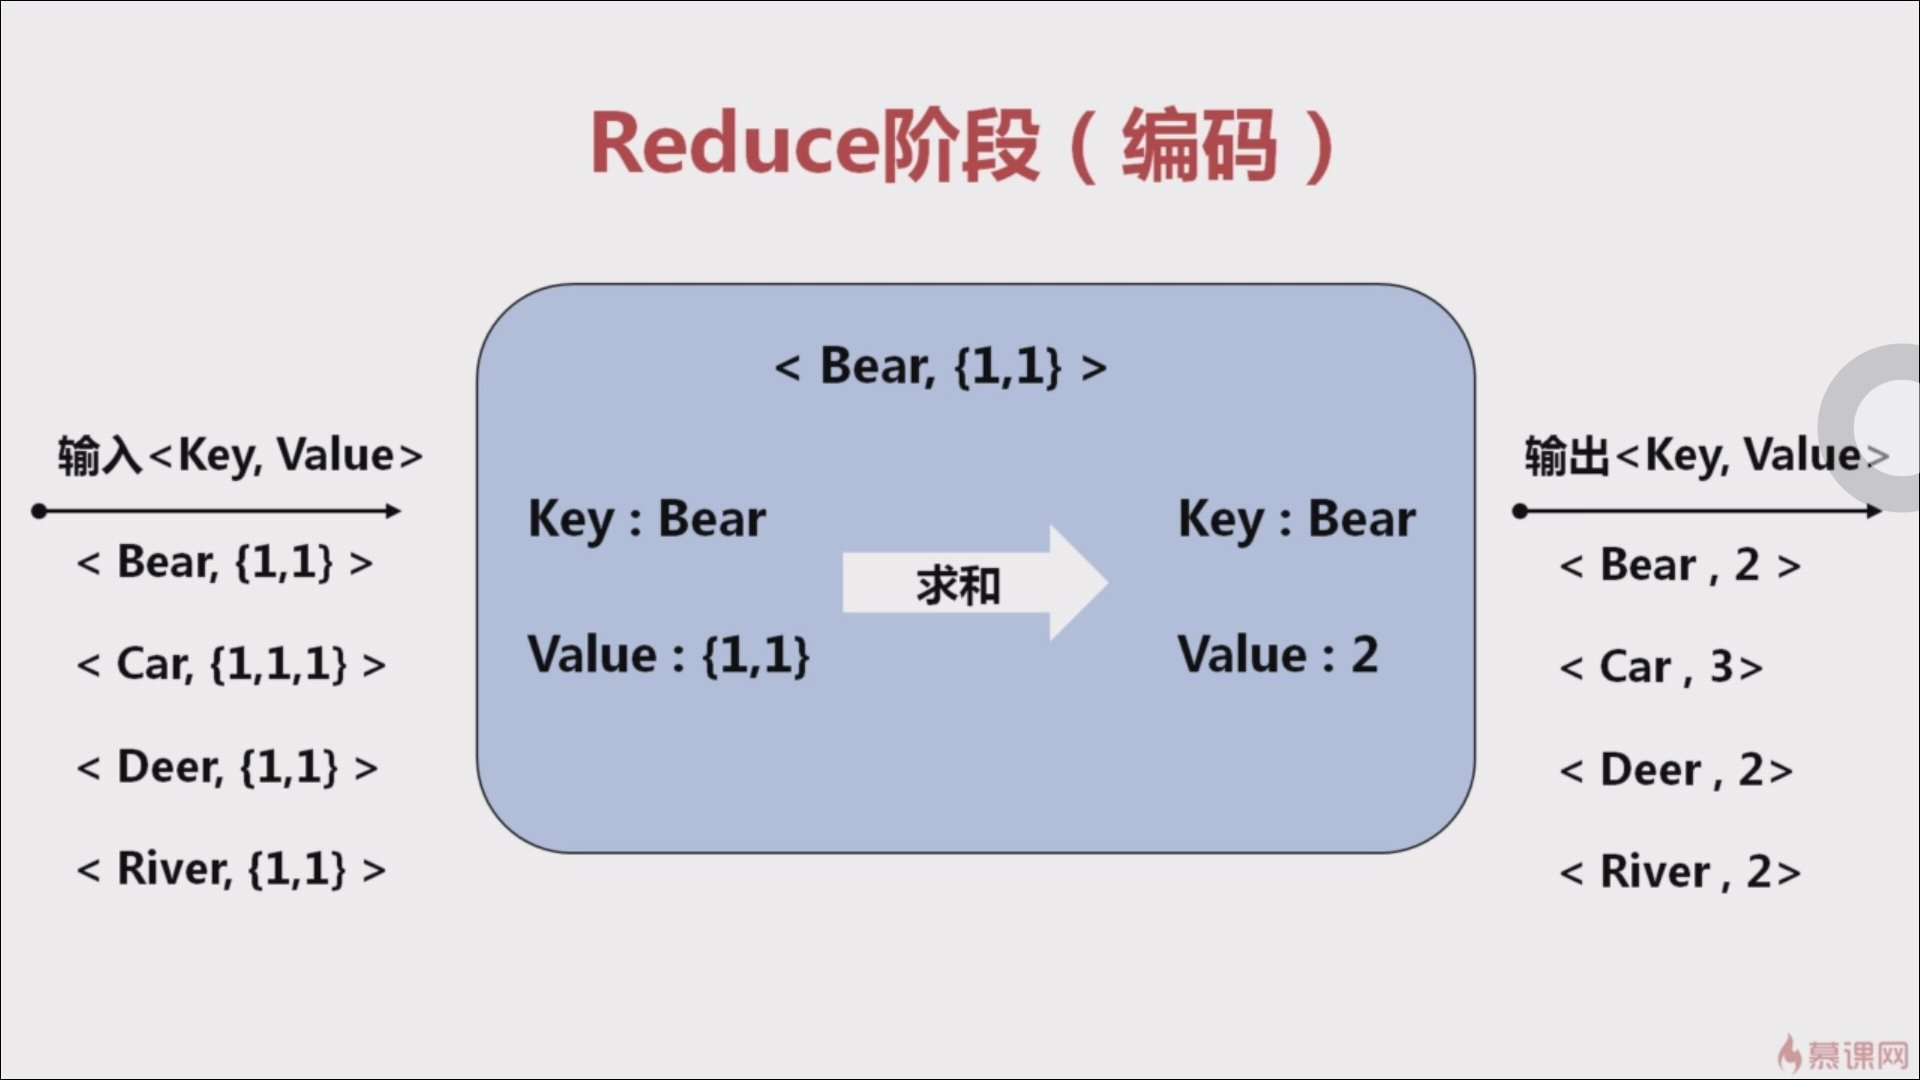 Reduce阶段（编码）
输入<Key, Value>
< Bear, {1,1} >
< Car, {1,1,1} >
< Deer, {1,1} >
< River, {1,1} >
< Bear, {1,1} >
Key : Bear
Value : {1,1}
求和
Key : Bear
Value : 2
输出<Key, Value>
< Bear , 2 >
< Car , 3>
< Deer , 2>
< River , 2>
慕课网